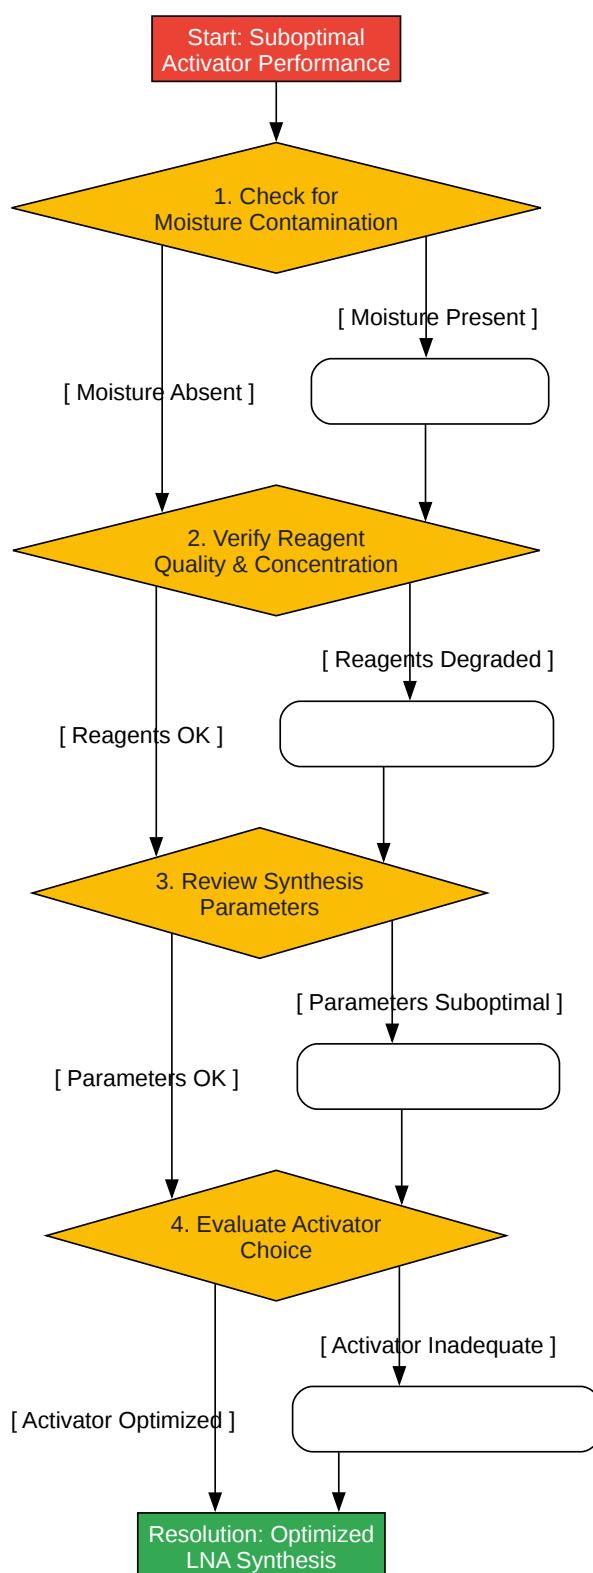 Start: Suboptimal
Activator Performance
1. Check for
Moisture Contamination
[ Moisture Present ]
[ Moisture Absent ]
2. Verify Reagent
Quality & Concentration
[ Reagents Degraded ]
[ Reagents OK ]
3. Review Synthesis
Parameters
[ Parameters Suboptimal ]
[ Parameters OK ]
4. Evaluate Activator
Choice
[ Activator Inadequate ]
[ Activator Optimized ]
Resolution: Optimized
LNA Synthesis